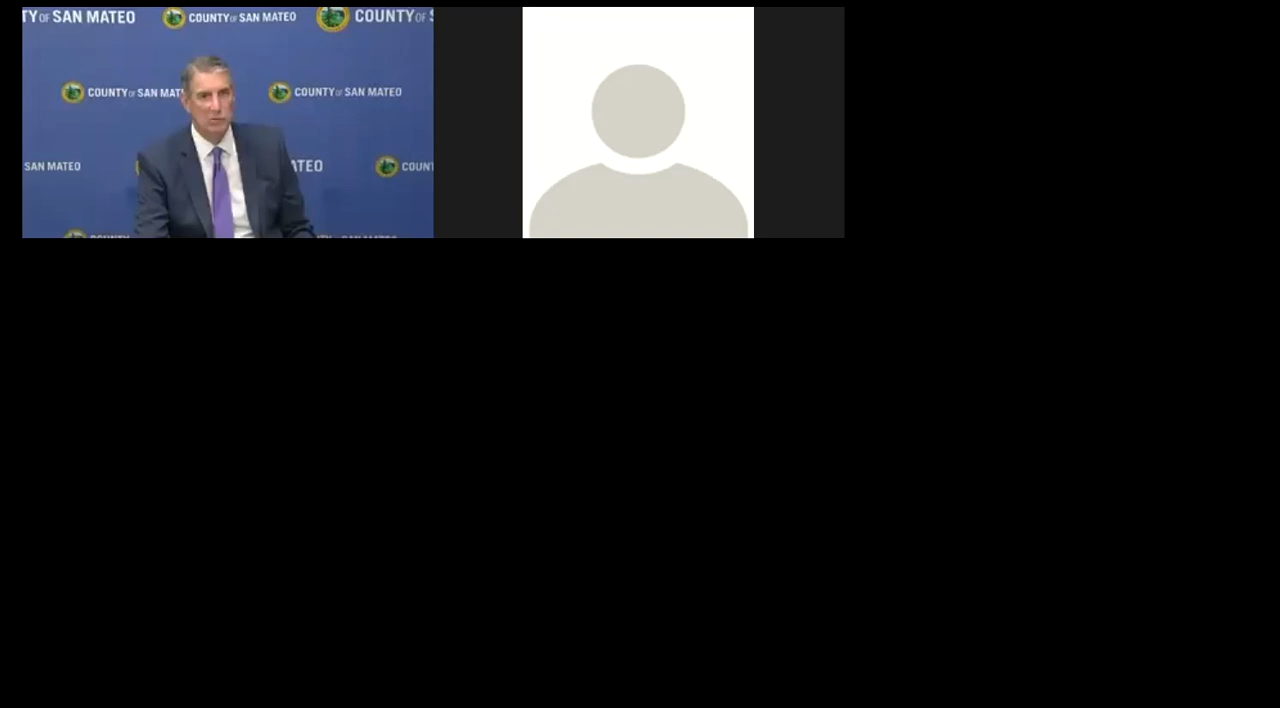 TY OF SAN MATEO
COUNTY OF SAN MATEO
COUNTY OF S
COUNTY OF SAN MAT
COUNTY OF SAN MATEO
SAN MATEO
ATEO
COUNT